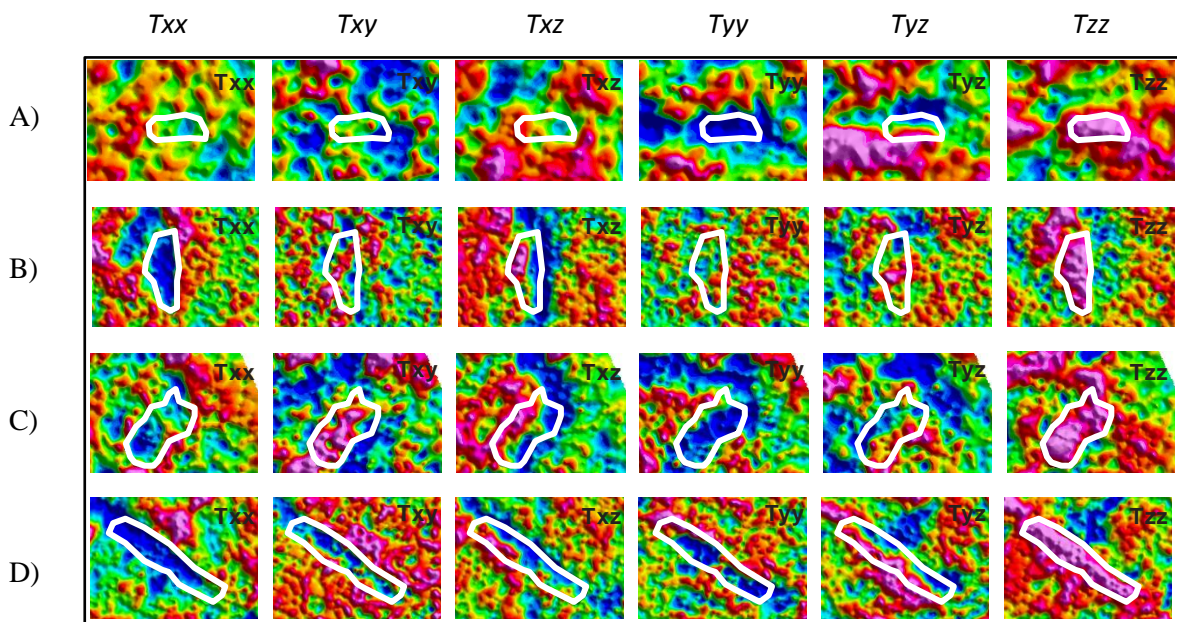 Txx Txy Txz Tyy Tyz Tzz
A) Txx Txy Txz Tyy Tyz Tzz
B) Txx Txy Txz Tyy Tyz Tzz
C) Txx Txy Txz Tyy Tyz Tzz
D) Txx Txy Txz Tyy Tyz Tzz